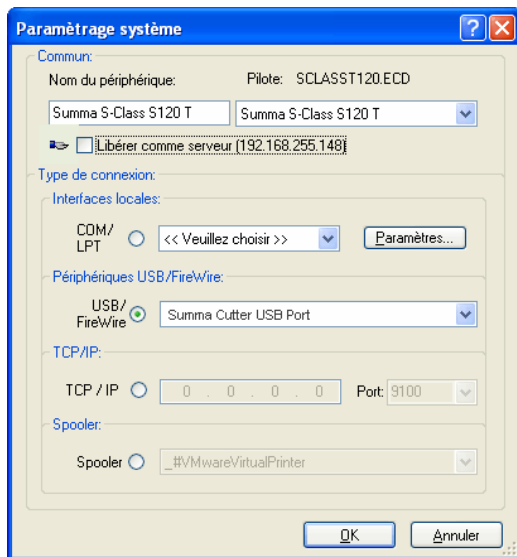 Paramètrage système
Commun:
Nom du périphérique: Pilote: SCLASST120.ECD
Summa S-Class S120 T Summa S-Class S120 T
Libérer comme serveur (192.168.255.148)
Type de connexion:
Interfaces locales:
COM/
LPT << Veuillez choisir >> Paramètres...
Périphériques USB/FireWire:
USB/
FireWire Summa Cutter USB Port
TCP/IP:
TCP / IP 0 . 0 . 0 . 0 Port: 9100
Spooler:
Spooler _#VMwareVirtualPrinter
OK Annuler